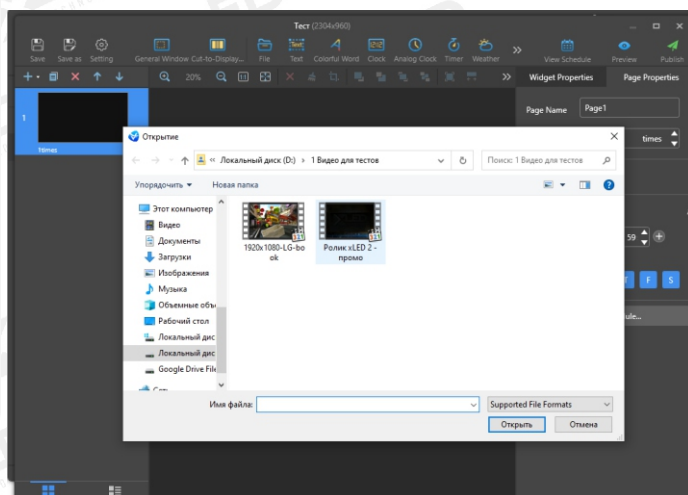 Тест (2304x960)
Save Save as Setting General Window Cut-to-Display... File Text Colorful Word Clock Analog Clock Timer Weather View Schedule Preview Publish
20% Widget Properties Page Properties
Page Name Page1
1
1times
times
Открытие
« Локальный диск (D:) › 1 Видео для тестов
Поиск: 1 Видео для тестов
Упорядочить Новая папка
Этот компьютер
Видео
Документы
Загрузки
Изображения
Музыка
Объемные объ
Рабочий стол
Локальный дис
Локальный дис
Google Drive File
1920x1080-LG-bo
ok
Ролик xLED 2 -
промо
59
F S
ule...
Имя файла: Supported File Formats
Открыть Отмена